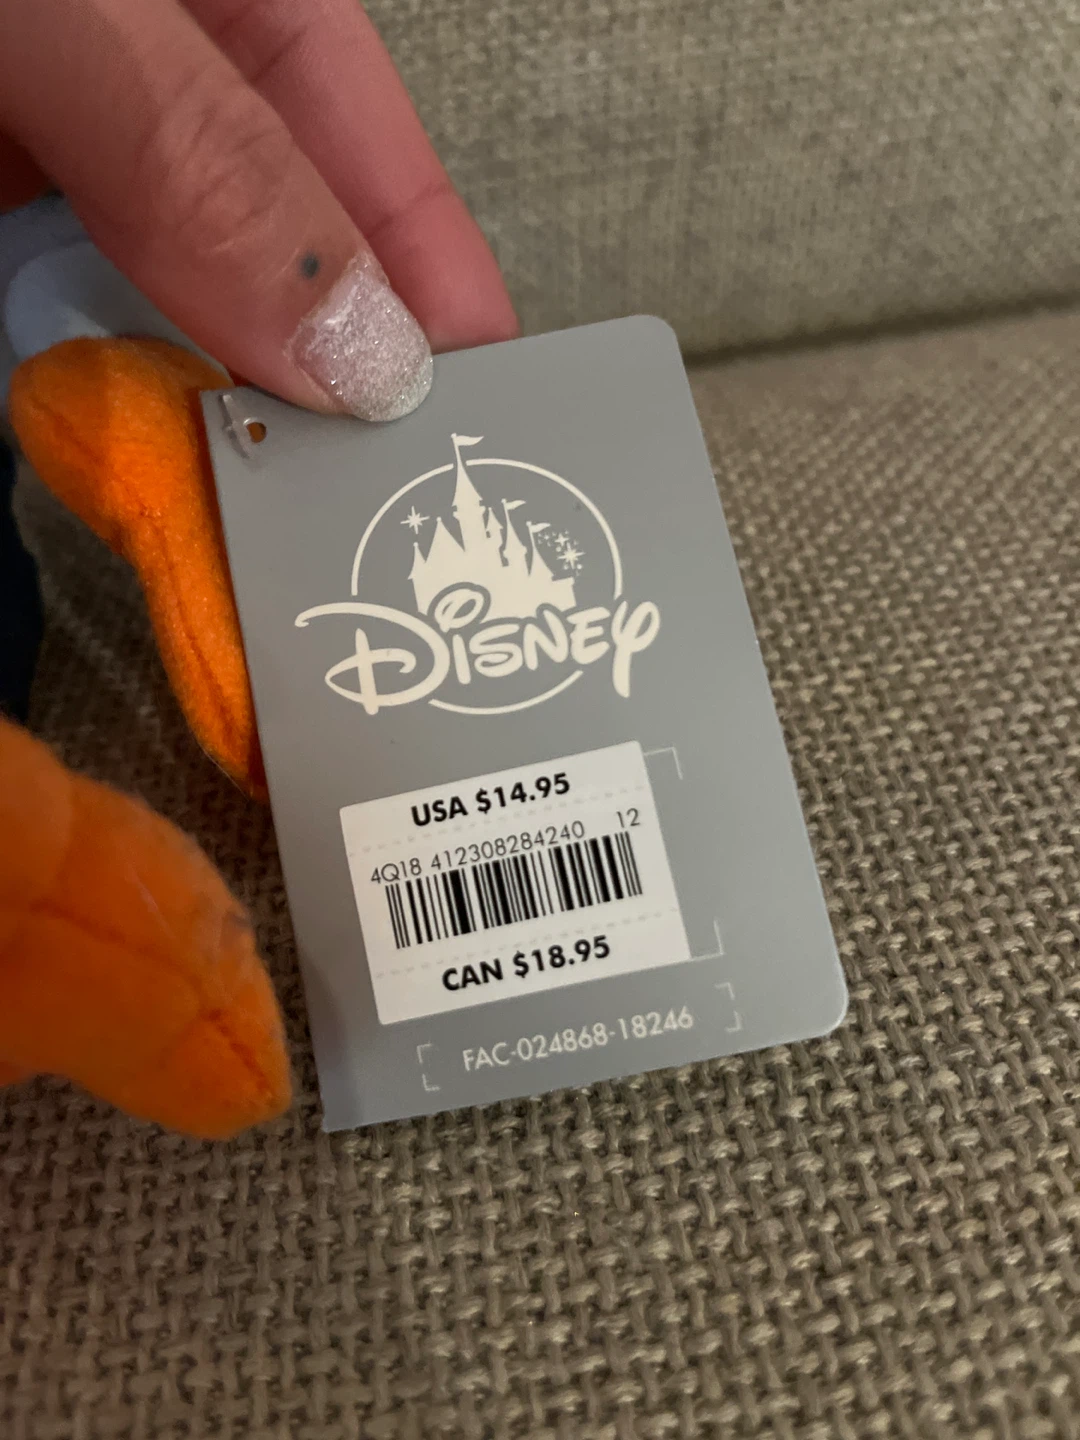 DISNEY
USA $14.95
4Q18 412308284240 12
CAN $18.95
FAC-024868-18246